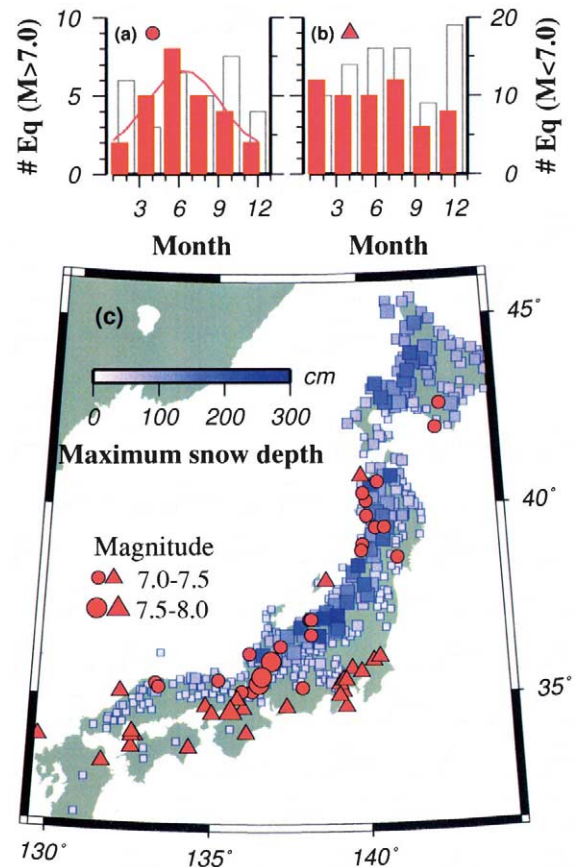 # Eq (M>7.0)
10
5
0
(a)
3 6 9 12
Month
(b)
3 6 9 12
Month
20
10
0
# Eq (M<7.0)
(c)
cm
0 100 200 300
Maximum snow depth
Magnitude
7.0-7.5
7.5-8.0
45°
40°
35°
130° 135° 140°